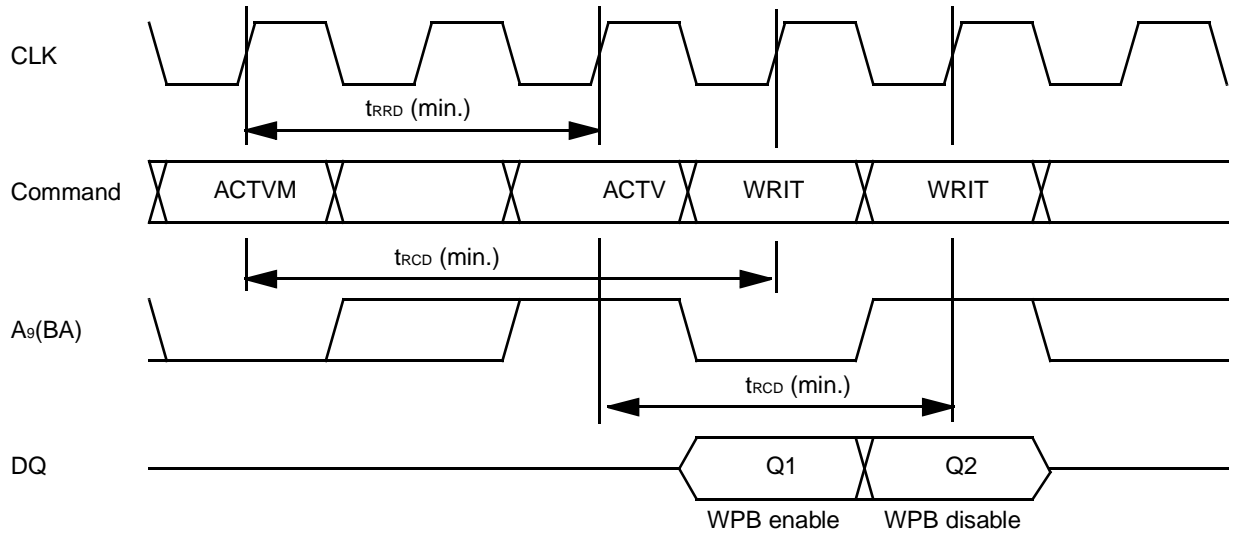 CLK
tRRD (min.)
Command ACTVM ACTV WRIT WRIT
tRCD (min.)
A9(BA)
tRCD (min.)
DQ Q1 Q2
WPB enable WPB disable